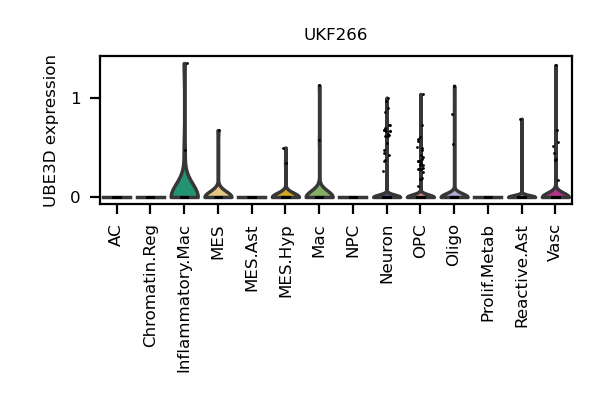 UKF266
UBE3D expression
1
0
AC
Chromatin.Reg
Inflammatory.Mac
MES
MES.Ast
MES.Hyp
Mac
NPC
Neuron
OPC
Oligo
Prolif.Metab
Reactive.Ast
Vasc